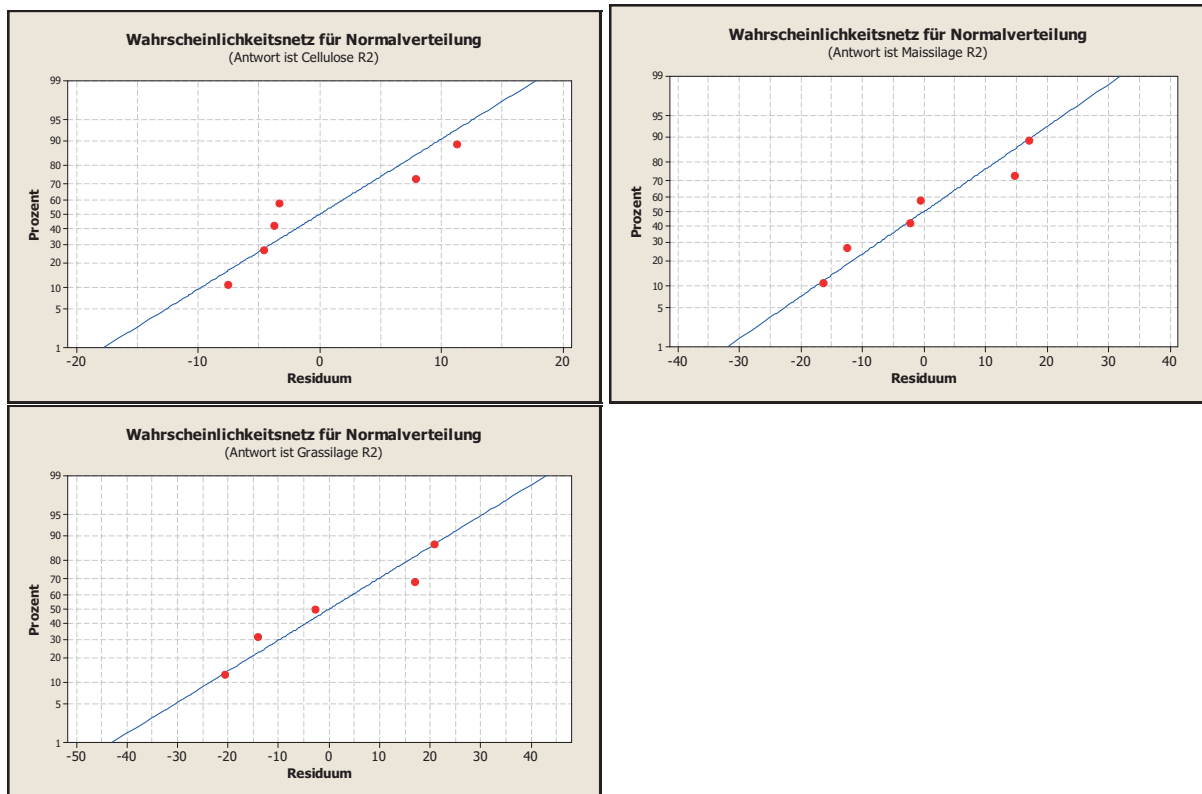 Wahrscheinlichkeitsnetz für Normalverteilung
(Antwort ist Cellulose R2)
Prozent
99
95
90
80
70
60
50
40
30
20
10
5
1
-20 -10 0 10 20
Residuum
Wahrscheinlichkeitsnetz für Normalverteilung
(Antwort ist Maissilage R2)
Prozent
99
95
90
80
70
60
50
40
30
20
10
5
1
-40 -30 -20 -10 0 10 20 30 40
Residuum
Wahrscheinlichkeitsnetz für Normalverteilung
(Antwort ist Grassilage R2)
Prozent
99
95
90
80
70
60
50
40
30
20
10
5
1
-50 -40 -30 -20 -10 0 10 20 30 40
Residuum